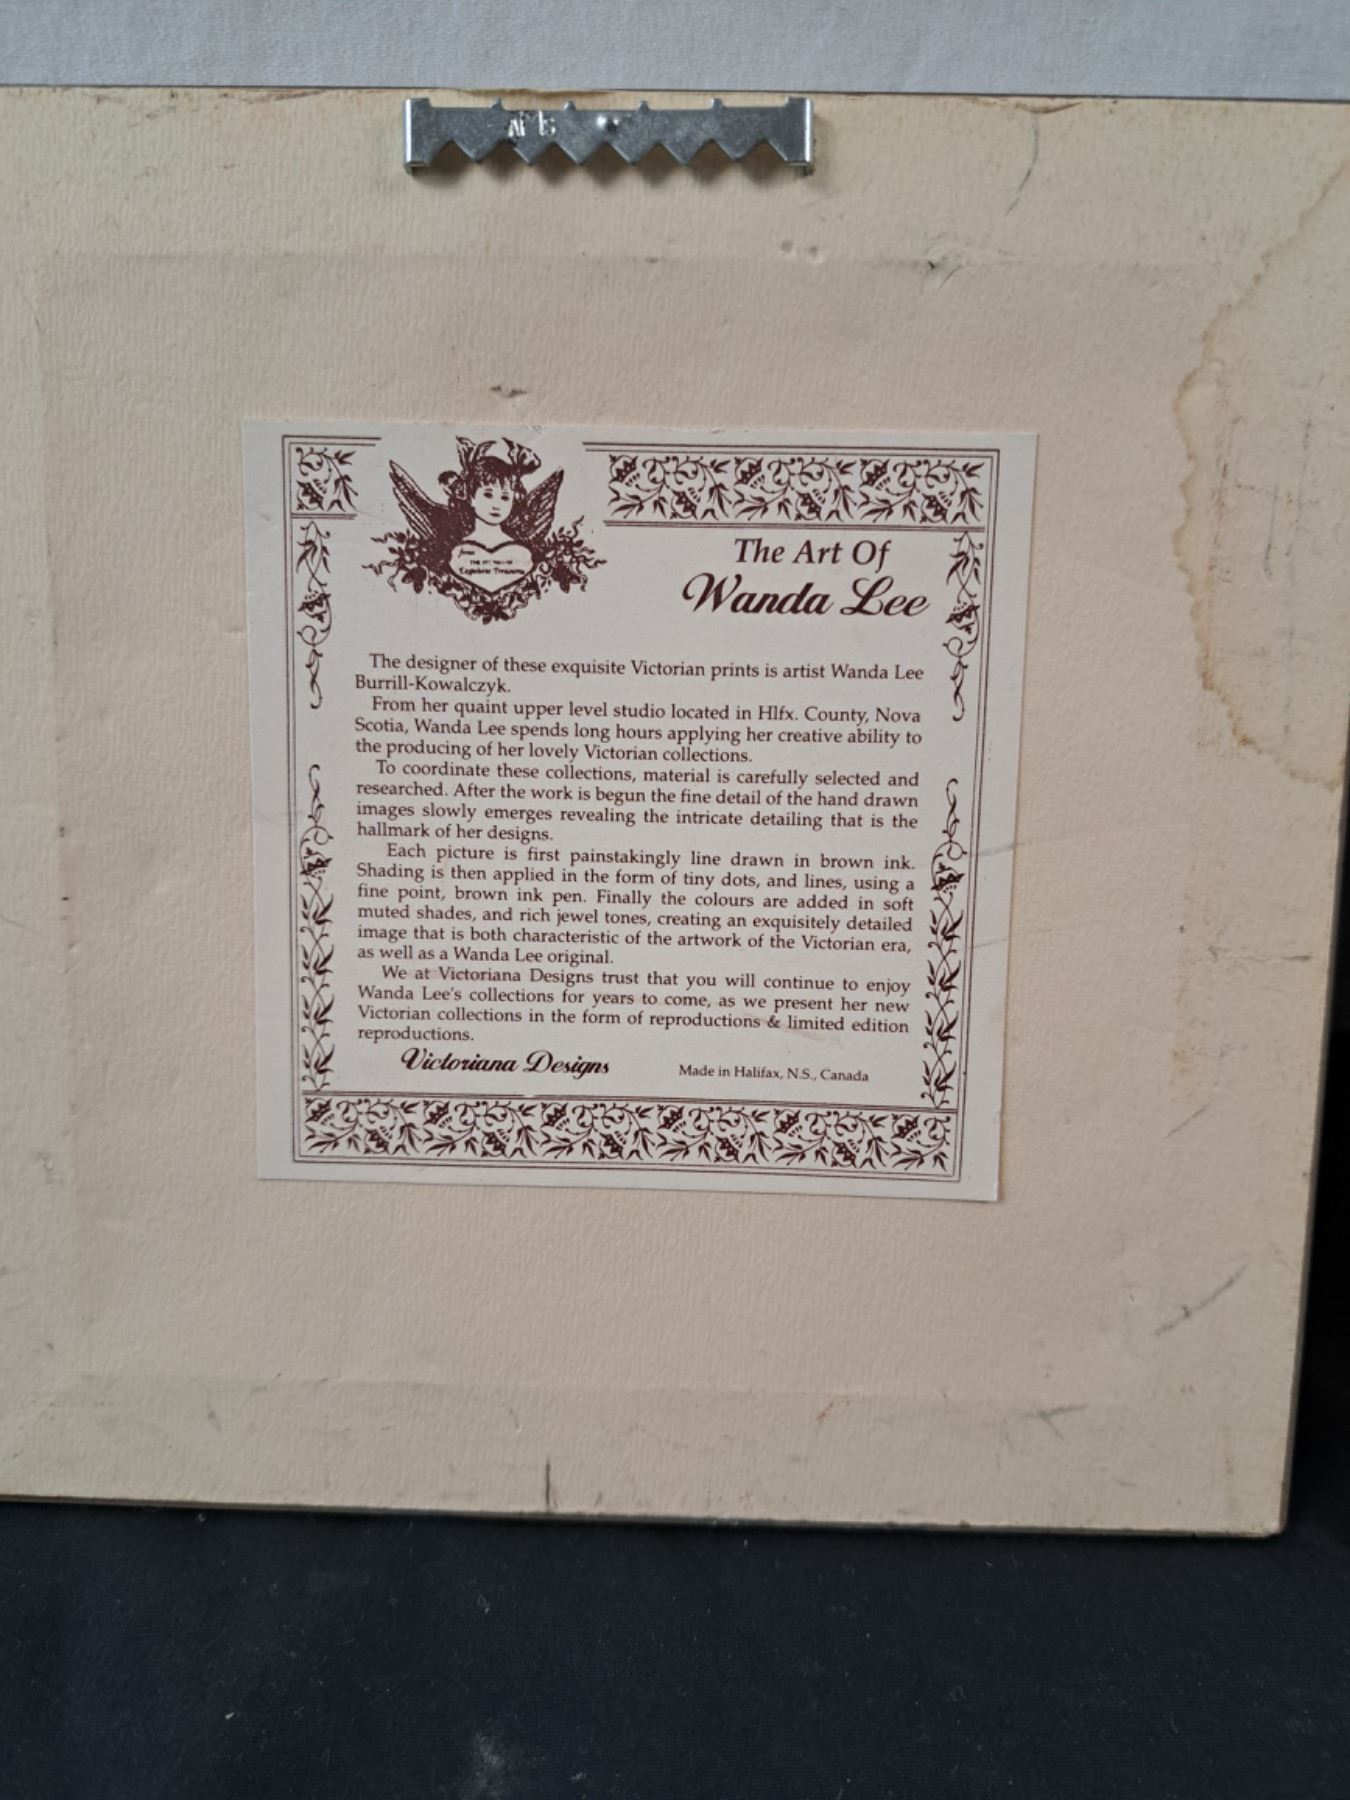 from
Exquisite Treasures
The Art Of
Wanda Lee
The designer of these exquisite Victorian prints is artist Wanda Lee
Burrill-Kowalczyk.
From her quaint upper level studio located in Hlfx. County, Nova
Scotia, Wanda Lee spends long hours applying her creative ability to
the producing of her lovely Victorian collections.
To coordinate these collections, material is carefully selected and
researched. After the work is begun the fine detail of the hand drawn
images slowly emerges revealing the intricate detailing that is the
hallmark of her designs.
Each picture is first painstakingly line drawn in brown ink.
Shading is then applied in the form of tiny dots, and lines, using a
fine point, brown ink pen. Finally the colours are added in soft
muted shades, and rich jewel tones, creating an exquisitely detailed
image that is both characteristic of the artwork of the Victorian era,
as well as a Wanda Lee original.
We at Victoriana Designs trust that you will continue to enjoy
Wanda Lee's collections for years to come, as we present her new
Victorian collections in the form of reproductions & limited edition
reproductions.
Victoriana Designs
Made in Halifax, N.S., Canada